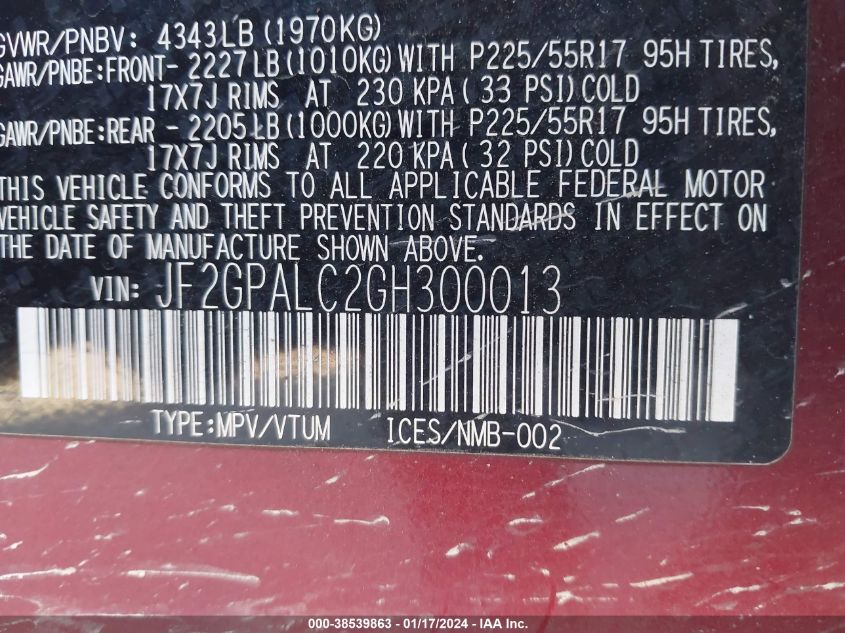 GVWR/PNBV: 4343LB (1970KG)
GAWR/PNBE:FRONT- 2227LB (1010KG) WITH P225/55R17 95H TIRES,
17X7J RIMS AT 230 KPA ( 33 PSI) COLD
GAWR/PNBE:REAR - 2205LB (1000KG) WITH P225/55R17 95H TIRES,
17X7J RIMS AT 220 KPA ( 32 PSI) COLD
THIS VEHICLE CONFORMS TO ALL APPLICABLE FEDERAL MOTOR
VEHICLE SAFETY AND THEFT PREVENTION STANDARDS IN EFFECT ON
THE DATE OF MANUFACTURE SHOWN ABOVE.
VIN: JF2GPALC2GH300013
TYPE:MPV/VTUM ICES/NMB-002
000-38539863 - 01/17/2024 - IAA Inc.